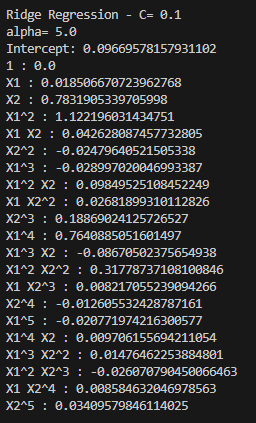 Ridge Regression - C= 0.1
alpha= 5.0
Intercept: 0.09669578157931102
1 : 0.0
X1 : 0.018506670723962768
X2 : 0.7831905339705998
X1^2 : 1.122196031434751
X1 X2 : 0.042628087457732805
X2^2 : -0.02479640521505338
X1^3 : -0.028997020046993387
X1^2 X2 : 0.09849525108452249
X1 X2^2 : 0.02681899310112826
X2^3 : 0.18869024125726527
X1^4 : 0.7640885051601497
X1^3 X2 : -0.08670502375654938
X1^2 X2^2 : 0.31778737108100846
X1 X2^3 : 0.008217055239094266
X2^4 : -0.012605532428787161
X1^5 : -0.020771974216300577
X1^4 X2 : 0.009706155694211054
X1^3 X2^2 : 0.01476462253884801
X1^2 X2^3 : -0.026070790450066463
X1 X2^4 : 0.008584632046978563
X2^5 : 0.03409579846114025